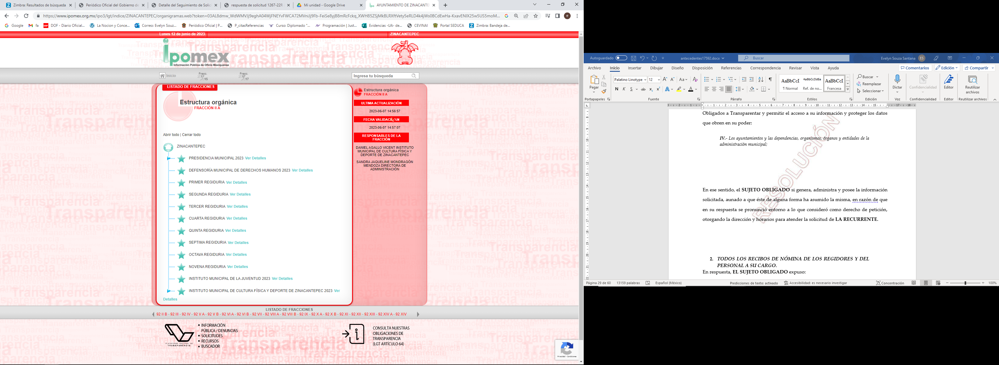 Zimbra: Resultados de búsqueda
Periódico Oficial del Gobierno de
Detalle del Seguimiento de Solic
respuesta de solicitud 1267-22R
Mi unidad - Google Drive
AYUNTAMIENTO DE ZINACANTE
https://www.ipomex.org.mx/ipo3/lgt/indice/ZINACANTEPEC/organigramas.web?token=
Google
fa
DOF - Diario Oficial...
La Nocion y Conce...
Correo: Evelyn Souz...
Periódico Oficial | P...
P_citasReferencias
Curso: Diplomado "...
Programación | Just...
Evidencias -UA- de...
CEVINAI
Portal SEDUCA
Zimbra: Bandeja de...
Lunes 12 de junio de 2023
ZINACANTEPEC
ipomex
Información Pública de Oficio Mexiquense
Inicio
Fracc.
Fracc.
Ingresa tu búsqueda
LISTADO DE FRACCIONES
Estructura orgánica
FRACCIÓN II A
Abrir todo | Cerrar todo
ZINACANTEPEC
PRESIDENCIA MUNICIPAL 2023 Ver Detalles
DEFENSORÍA MUNICIPAL DE DERECHOS HUMANOS 2023 Ver Detalles
PRIMER REGIDURIA Ver Detalles
SEGUNDA REGIDURIA Ver Detalles
TERCER REGIDURIA Ver Detalles
CUARTA REGIDURIA Ver Detalles
QUINTA REGIDURIA Ver Detalles
SEPTIMA REGIDURIA Ver Detalles
OCTAVA REGIDURIA Ver Detalles
NOVENA REGIDURIA Ver Detalles
INSTITUTO MUNICIPAL DE LA JUVENTUD 2023 Ver Detalles
INSTITUTO MUNICIPAL DE CULTURA FÍSICA Y DEPORTE DE ZINACANTEPEC 2023 Ver
Detalles
Estructura orgánica
FRACCIÓN II A
ULTIMA ACTUALIZACIÓN
2023-06-07 14:56:57
FECHA VALIDACIÏ¿½N
2023-06-07 14:57:07
RESPONSABLES DE LA
FRACCIÓN
DANIEL AGALLO VICENT INSTITUTO
MUNICIPAL DE CULTURA FÍSICA Y
DEPORTE DE ZINACANTEPEC
SANDRA JAQUELINE MONDRAGÓN
MENDOZA DIRECTORA DE
ADMINISTRACIÓN
LISTADO DE FRACCIONES
92 II B - 92 III - 92 IV - 92 V A - 92 V B - 92 VI A - 92 VI B - 92 VII - 92 VIII A - 92 VIII B - 92 IX - 92 X A - 92 X B - 92 XI - 92 XII - 92 XIII - 92 XIV A - 92 XIV
PLATAFORMA NACIONAL DE
TRANSPARENCIA
• INFORMACIÓN
PÚBLICA / DENUNCIAS
• SOLICITUDES
• RECURSOS
• BUSCADOR
CONSULTA NUESTRAS
OBLIGACIONES DE
TRANSPARENCIA
(LGT ARTÍCULO 64)
Privacidad - Condiciones
Autoguardado
antecedentes17592.docx
Buscar
Evelyn Souza Santana
ES
Archivo Inicio Insertar Dibujar Diseño Disposición Referencias Correspondencia Revisar Vista Ayuda
Comentarios
Edición
Compartir
Pegar
Palatino Linotype
12
AaBbCcI
¶ Normal
AaBbCcDdEe
Ref. de no...
AaBbCcI
Francesa
Buscar
Reemplazar
Seleccionar
Dictar
Confidencialidad
Editor
Reutilizar
archivos
Portapapeles Fuente Párrafo Estilos Edición Voz Confidencialidad Editor Reutilizar archivos
Obligados a Transparentar y permitir el acceso a su información y proteger los datos
que obren en su poder:
IV.- Los ayuntamientos y las dependencias, organismos, órganos y entidades de la
administración municipal;
RESOLUCIÓN
En ese sentido, el SUJETO OBLIGADO si genera, administra y posee la información
solicitada, aunado a que éste de alguna forma ha asumido la misma, en razón de que
en su respuesta se pronunció entorno a lo que consideró como derecho de petición,
otorgando la dirección y horarios para atender la solicitud de LA RECURRENTE.
2. TODOS LOS RECIBOS DE NÓMINA DE LOS REGIDORES Y DEL
PERSONAL A SU CARGO.
En respuesta, EL SUJETO OBLIGADO expuso:
Página 29 de 60
13159 palabras
Español (México)
Predicciones de texto: activado
Accesibilidad: es necesario investigar
Concentración
100%